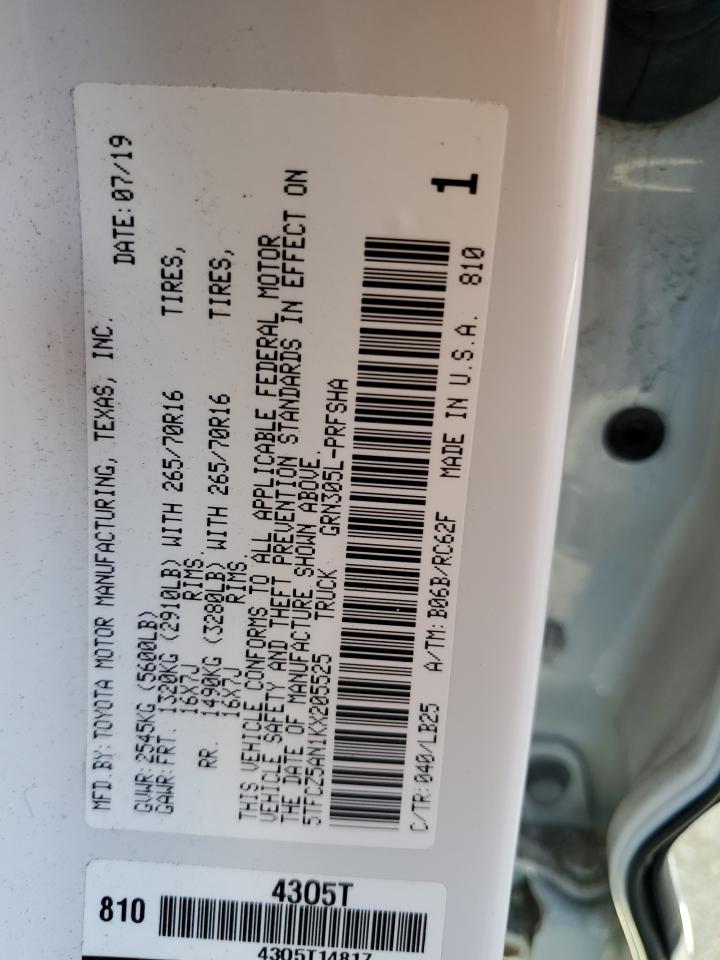 MFD.BY:TOYOTA MOTOR MANUFACTURING, TEXAS, INC.
DATE:07/19
GVWR:2545KG (5600LB)
GAWR:FRT. 1320KG (2910LB) WITH 265/70R16 TIRES,
16X7J RIMS.
RR. 1490KG (3280LB) WITH 265/70R16 TIRES,
16X7J RIMS.
THIS VEHICLE CONFORMS TO ALL APPLICABLE FEDERAL MOTOR
VEHICLE SAFETY AND THEFT PREVENTION STANDARDS IN EFFECT ON
THE DATE OF MANUFACTURE SHOWN ABOVE.
5TFCZ5AN1KX205525 TRUCK GRN305L-PRFSHA
1
C/TR:040/LB25 A/TM:B06B/RC62F MADE IN U.S.A. 810
4305T
810
4305T14817